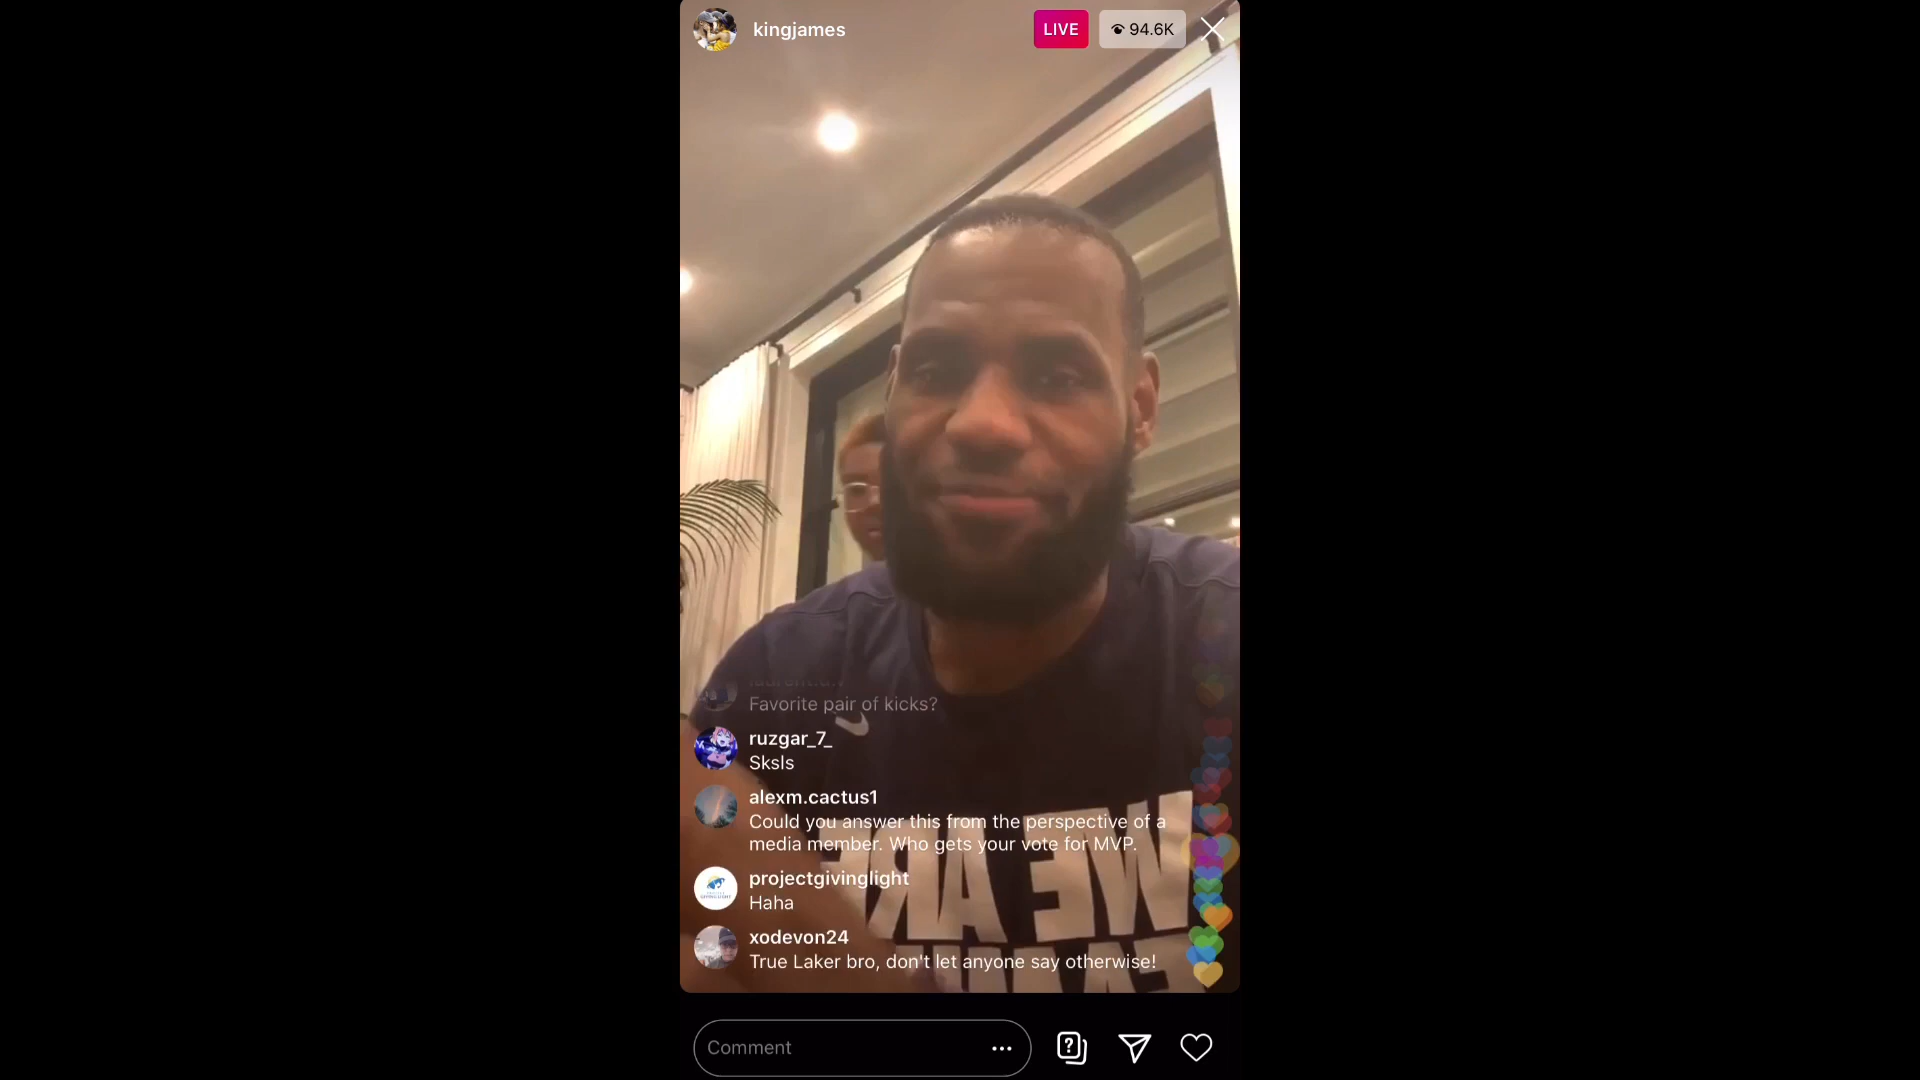 kingjames
LIVE
94.6K
Favorite pair of kicks?
ruzgar_7_
Sksls
alexm.cactus1
Could you answer this from the perspective of a
media member. Who gets your vote for MVP.
projectgivinglight
Haha
xodevon24
True Laker bro, don't let anyone say otherwise!
WE ARE
Comment